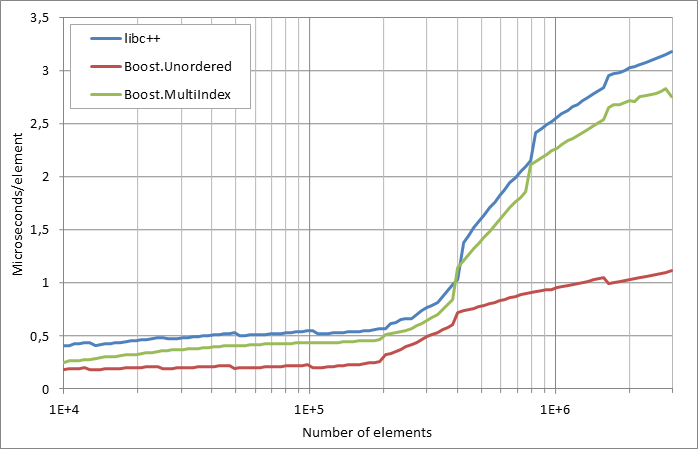 3,5
libc++
Boost.Unordered
Boost.MultiIndex
3
2,5
2
1,5
1
0,5
0
Microseconds/element
1E+4
1E+5
1E+6
Number of elements